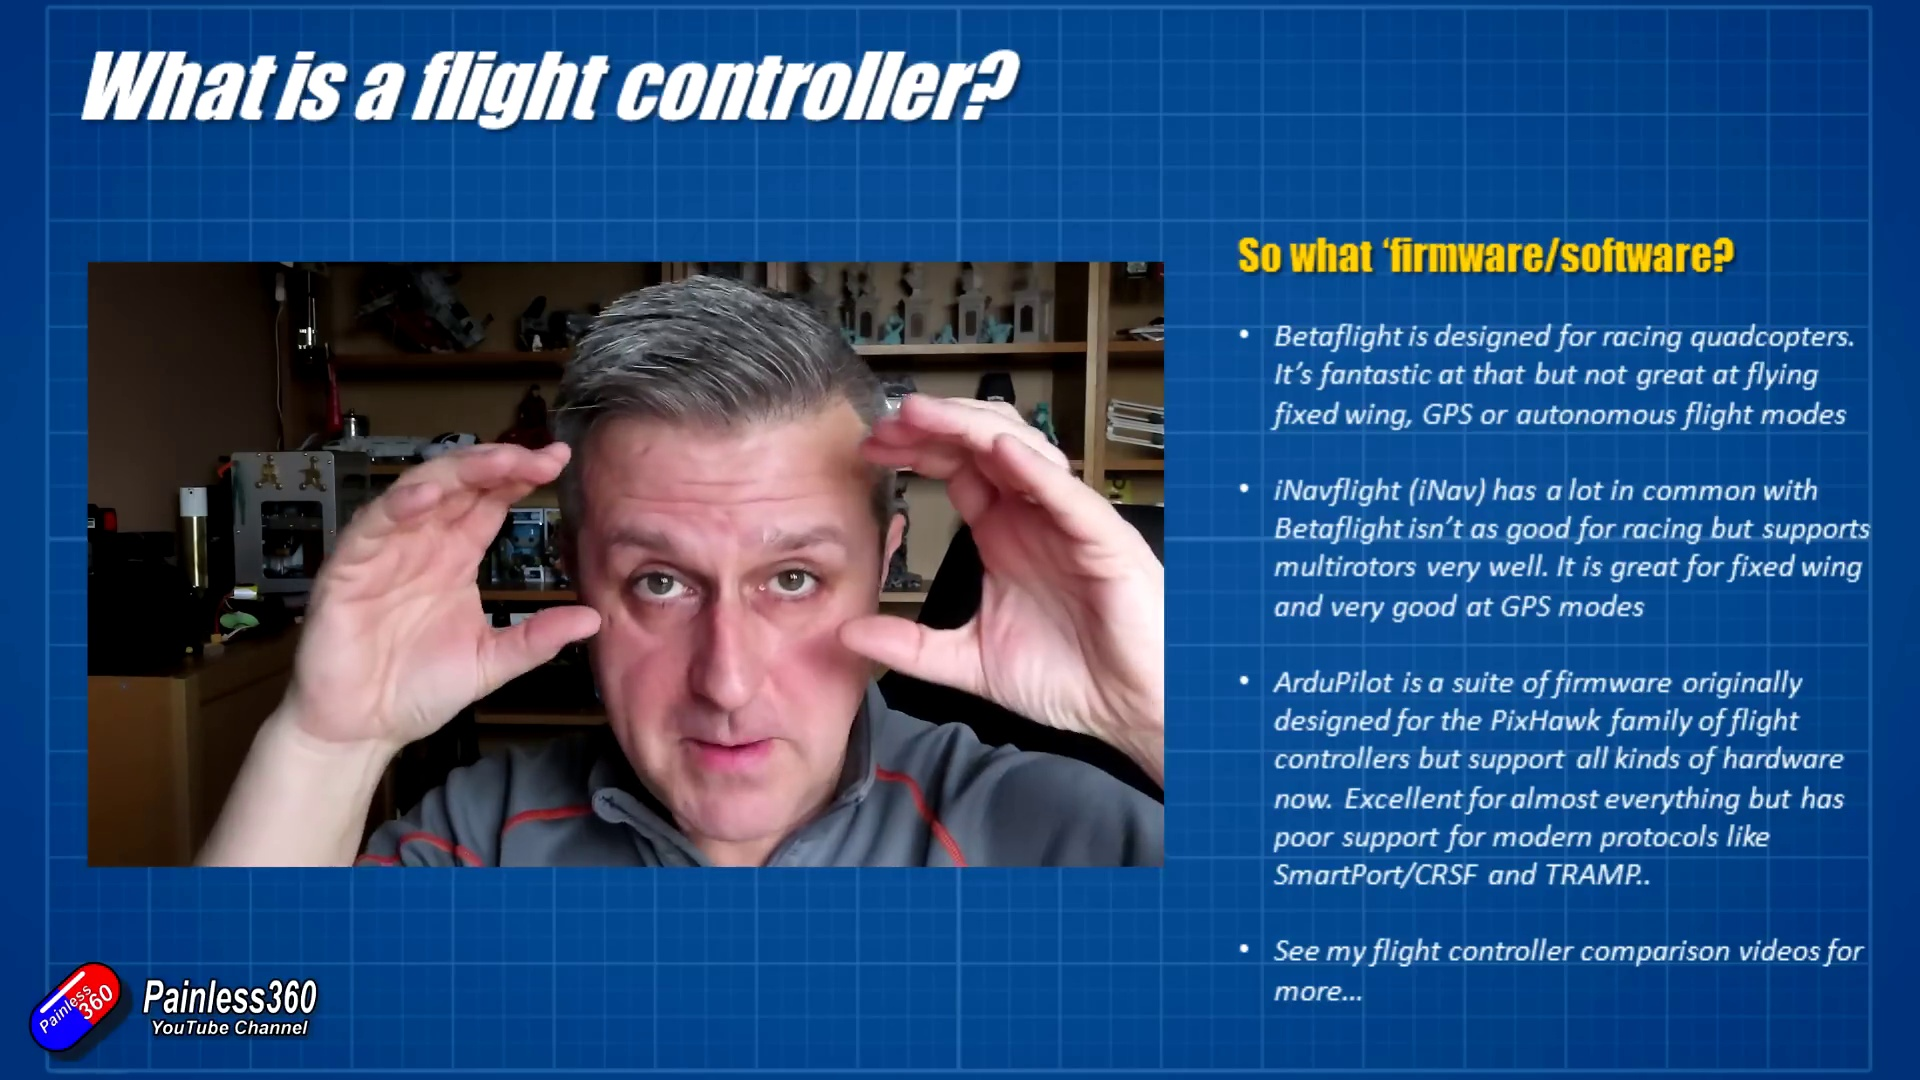 What is a flight controller?
So what ‘firmware/software?
• Betaflight is designed for racing quadcopters.
It’s fantastic at that but not great at flying
fixed wing, GPS or autonomous flight modes
• iNavflight (iNav) has a lot in common with
Betaflight isn’t as good for racing but supports
multirotors very well. It is great for fixed wing
and very good at GPS modes
• ArduPilot is a suite of firmware originally
designed for the PixHawk family of flight
controllers but support all kinds of hardware
now. Excellent for almost everything but has
poor support for modern protocols like
SmartPort/CRSF and TRAMP..
• See my flight controller comparison videos for
more...
Painless
360
Painless360
YouTube Channel